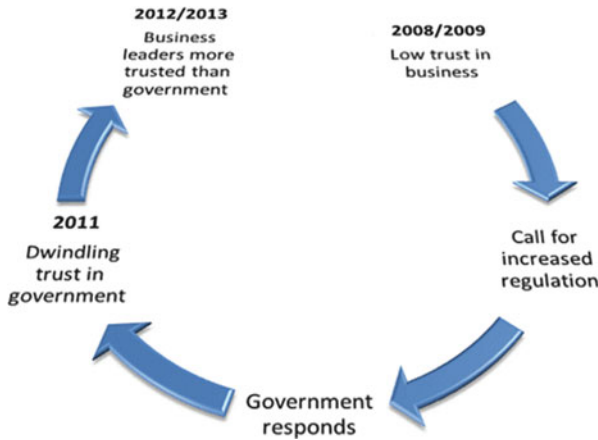 2008/2009
Low trust in
business
Call for
increased
regulation
Government
responds
2011
Dwindling
trust in
government
2012/2013
Business
leaders more
trusted than
government